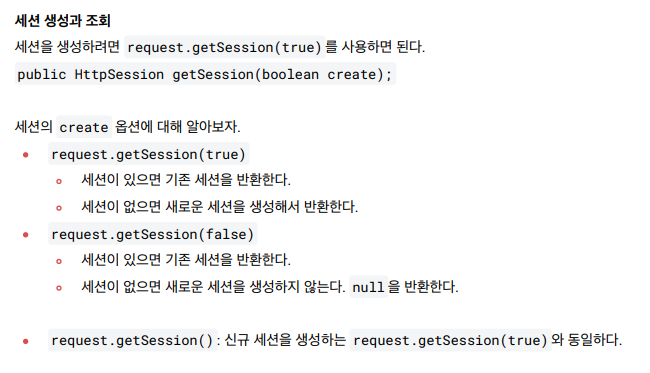 세션 생성과 조회
세션을 생성하려면 request.getSession(true)를 사용하면 된다.
public HttpSession getSession(boolean create);
세션의 create 옵션에 대해 알아보자.
request.getSession(true)
세션이 있으면 기존 세션을 반환한다.
세션이 없으면 새로운 세션을 생성해서 반환한다.
request.getSession(false)
세션이 있으면 기존 세션을 반환한다.
세션이 없으면 새로운 세션을 생성하지 않는다. null을 반환한다.
request.getSession(): 신규 세션을 생성하는 request.getSession(true)와 동일하다.